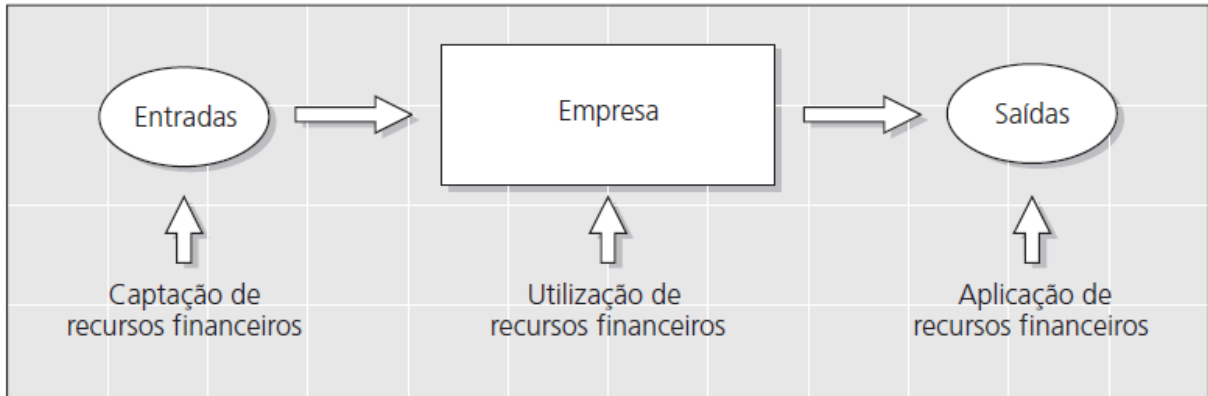 Entradas
Empresa
Saídas
Captação de
recursos financeiros
Utilização de
recursos financeiros
Aplicação de
recursos financeiros